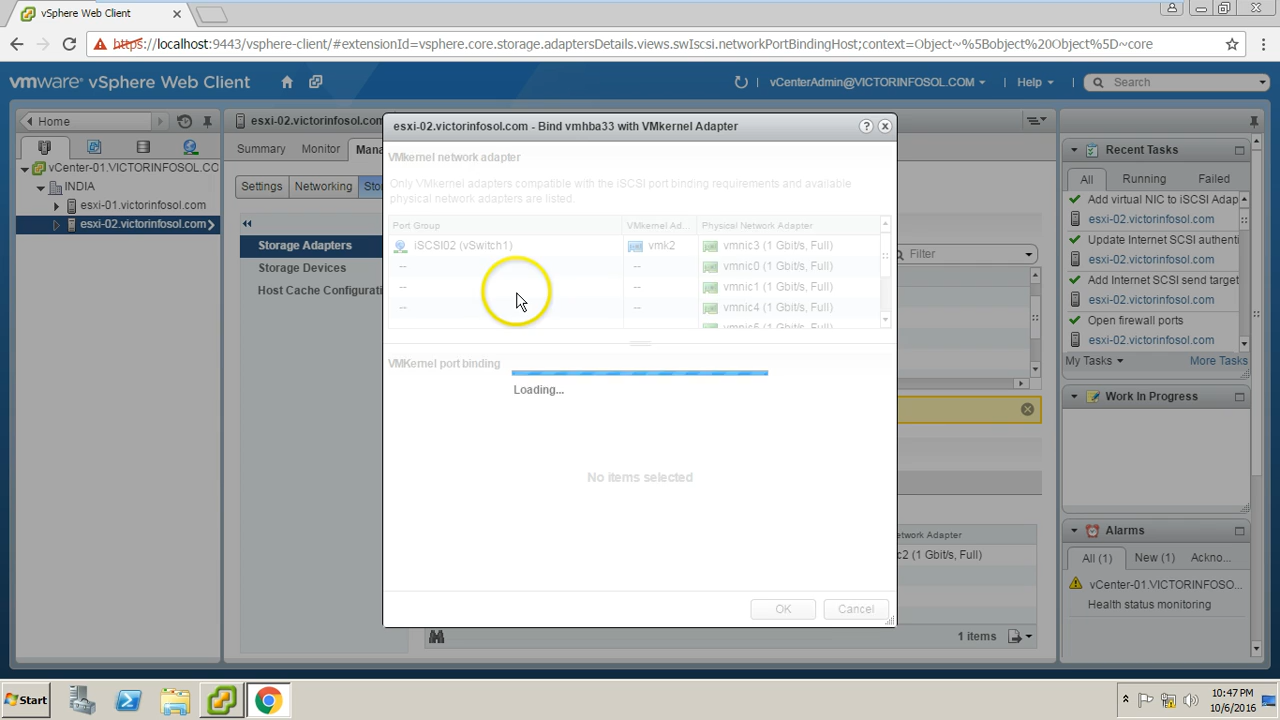 vSphere Web Client
https://localhost:9443/vsphere-client/#extensionId=vsphere.core.storage.adaptersDetails.views.swIscsi.networkPortBindingHost;context=Object~%5Bobject%20Object%5D~core
vmware vSphere Web Client
vCenterAdmin@VICTORINFOSOL.COM
Help
Search
Home
vCenter-01.VICTORINFOSOL.CO
INDIA
esxi-01.victorinfosol.com
esxi-02.victorinfosol.com
esxi-02.victorinfosol.com
Summary Monitor
Settings Networking
Storage Adapters
Storage Devices
Host Cache Configurati
esxi-02.victorinfosol.com - Bind vmhba33 with VMkernel Adapter
VMkernel network adapter
Only VMkernel adapters compatible with the iSCSI port binding requirements and available
physical network adapters are listed.
Port Group VMkernel Ad... Physical Network Adapter
iSCSI02 (vSwitch1) vmk2 vmnic3 (1 Gbit/s, Full)
-- -- vmnic0 (1 Gbit/s, Full)
-- -- vmnic1 (1 Gbit/s, Full)
-- -- vmnic4 (1 Gbit/s, Full)
vmnic5 (1 Gbit/s, Full)
VMKernel port binding
Loading...
No items selected
OK Cancel
Filter
etwork Adapter
c2 (1 Gbit/s, Full)
1 items
Recent Tasks
All Running Failed
Add virtual NIC to iSCSI Adap
esxi-02.victorinfosol.com
Update Internet SCSI authenti
esxi-02.victorinfosol.com
Add Internet SCSI send target
esxi-02.victorinfosol.com
Open firewall ports
esxi-02.victorinfosol.com
My Tasks More Tasks
Work In Progress
Alarms
All (1) New (1) Ackno...
vCenter-01.VICTORINFOSO...
Health status monitoring
Start
10:47 PM
10/6/2016